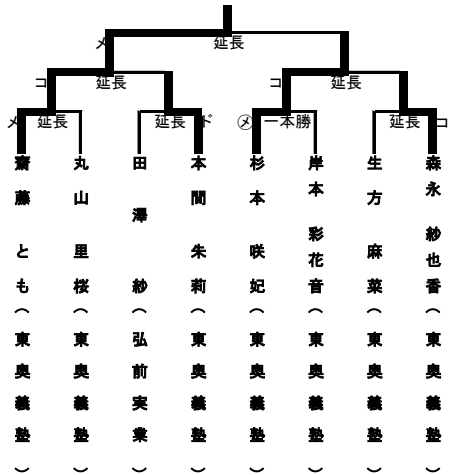 メ 延長
コ 延長 コ 延長
メ 延長 延長 ド ㋱ 一本勝 延長 コ
齋藤とも（東奥義塾）
丸山里桜（東奥義塾）
田澤紗（弘前実業）
本間朱莉（東奥義塾）
杉本咲妃（東奥義塾）
岸本彩花音（東奥義塾）
生方麻菜（東奥義塾）
森永紗也香（東奥義塾）